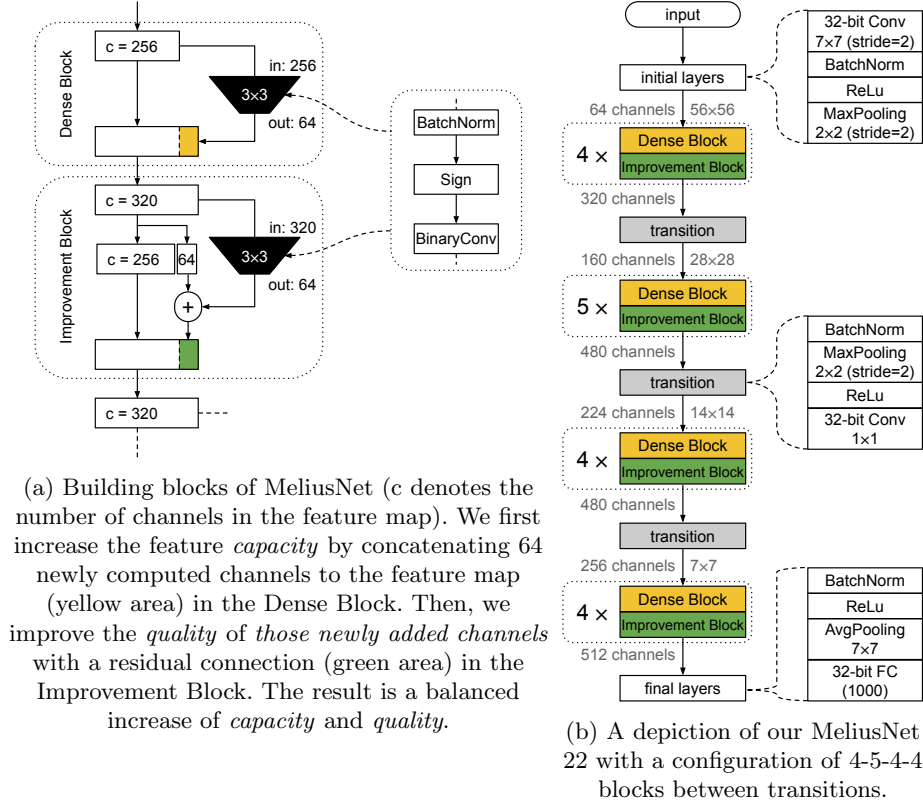 Dense Block
c = 256
in: 256
3×3
out: 64
Improvement Block
c = 320
in: 320
c = 256
64
3×3
out: 64
+
c = 320
BatchNorm
Sign
BinaryConv
(a) Building blocks of MeliusNet (c denotes the
number of channels in the feature map). We first
increase the feature capacity by concatenating 64
newly computed channels to the feature map
(yellow area) in the Dense Block. Then, we
improve the quality of those newly added channels
with a residual connection (green area) in the
Improvement Block. The result is a balanced
increase of capacity and quality.
input
initial layers
64 channels 56×56
4 ×
Dense Block
Improvement Block
320 channels
transition
160 channels 28×28
5 ×
Dense Block
Improvement Block
480 channels
transition
224 channels 14×14
4 ×
Dense Block
Improvement Block
480 channels
transition
256 channels 7×7
4 ×
Dense Block
Improvement Block
512 channels
final layers
32-bit Conv
7×7 (stride=2)
BatchNorm
ReLu
MaxPooling
2×2 (stride=2)
BatchNorm
MaxPooling
2×2 (stride=2)
ReLu
32-bit Conv
1×1
BatchNorm
ReLu
AvgPooling
7×7
32-bit FC
(1000)
(b) A depiction of our MeliusNet
22 with a configuration of 4-5-4-4
blocks between transitions.